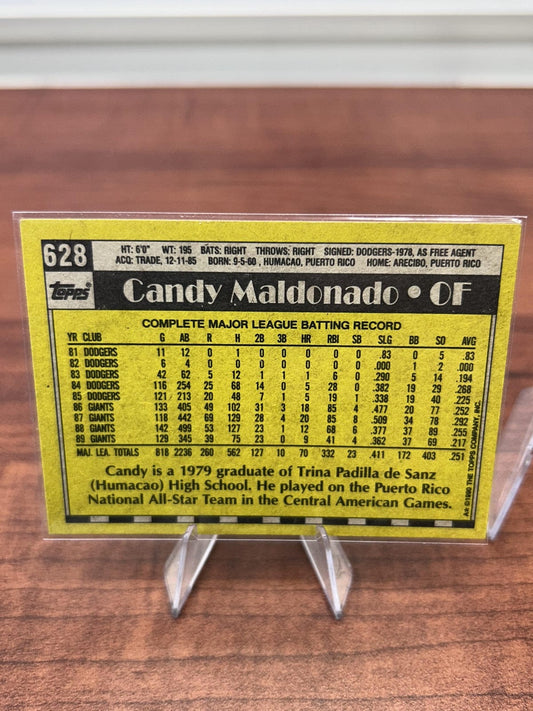 628
HT: 6'0" WT: 195 BATS: RIGHT THROWS: RIGHT SIGNED: DODGERS-1978, AS FREE AGENT
ACQ: TRADE, 12-11-85 BORN: 9-5-60, HUMACAO, PUERTO RICO HOME: ARECIBO, PUERTO RICO
TOPPS
Candy Maldonado • OF
COMPLETE MAJOR LEAGUE BATTING RECORD
YR CLUB G AB R H 2B 3B HR RBI SB SLG BB SO AVG
81 DODGERS 11 12 0 1 0 0 0 0 0 .83 0 5 .83
82 DODGERS 6 4 0 0 0 0 0 0 0 .000 1 2 .000
83 DODGERS 42 62 5 12 1 1 1 6 0 .290 5 14 .194
84 DODGERS 116 254 25 68 14 0 5 28 0 .382 19 29 .268
85 DODGERS 121 213 20 48 7 1 5 19 1 .338 19 40 .225
86 GIANTS 133 405 49 102 31 3 18 85 4 .477 20 77 .252
87 GIANTS 118 442 69 129 28 4 20 85 8 .509 34 78 .292
88 GIANTS 142 499 53 127 23 1 12 68 6 .377 37 89 .255
89 GIANTS 129 345 39 75 23 0 9 41 4 .362 37 69 .217
MAJ. LEA. TOTALS 818 2236 260 562 127 10 70 332 23 .411 172 403 .251
Candy is a 1979 graduate of Trina Padilla de Sanz
(Humacao) High School. He played on the Puerto Rico
National All-Star Team in the Central American Games.
A* ©1990 THE TOPPS COMPANY, INC.